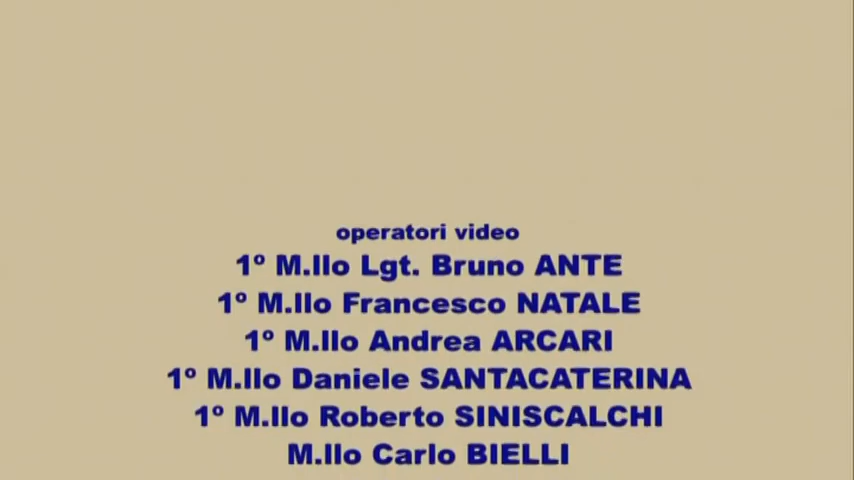 operatori video
1º M.llo Lgt. Bruno ANTE
1º M.llo Francesco NATALE
1º M.llo Andrea ARCARI
1º M.llo Daniele SANTACATERINA
1º M.llo Roberto SINISCALCHI
M.llo Carlo BIELLI